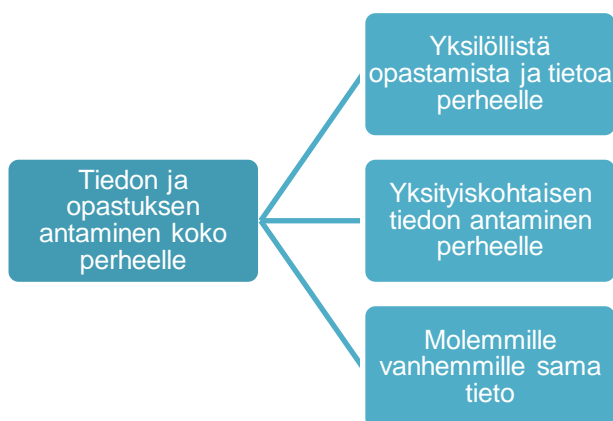 Yksilöllistä
opastamista ja tietoa
perheelle
Tiedon ja
opastuksen
antaminen koko
perheelle
Yksityiskohtaisen
tiedon antaminen
perheelle
Molemmille
vanhemmille sama
tieto